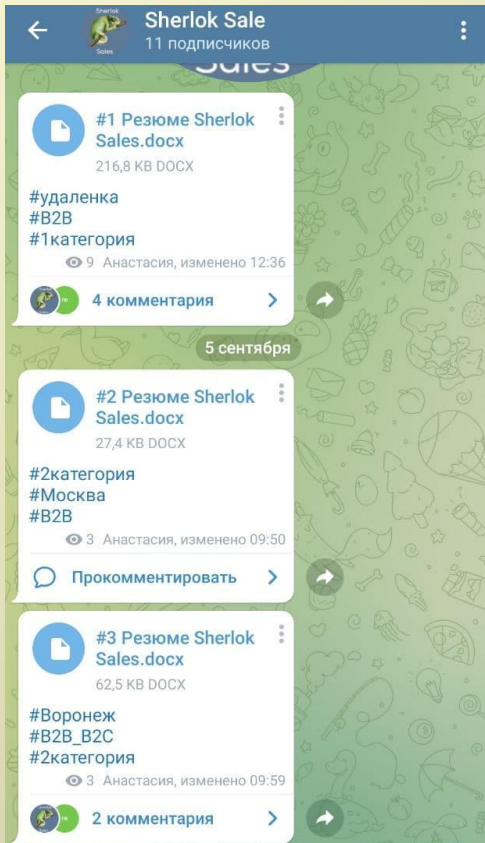 Sherlok Sale
11 подписчиков
Sherlok
Sales
Sales
#1 Резюме Sherlok
Sales.docx
216,8 KB DOCX
#удаленка
#B2B
#1категория
9 Анастасия, изменено 12:36
4 комментария
5 сентября
#2 Резюме Sherlok
Sales.docx
27,4 KB DOCX
#2категория
#Москва
#B2B
3 Анастасия, изменено 09:50
Прокомментировать
#3 Резюме Sherlok
Sales.docx
62,5 KB DOCX
#Воронеж
#B2B_B2C
#2категория
3 Анастасия, изменено 09:59
2 комментария